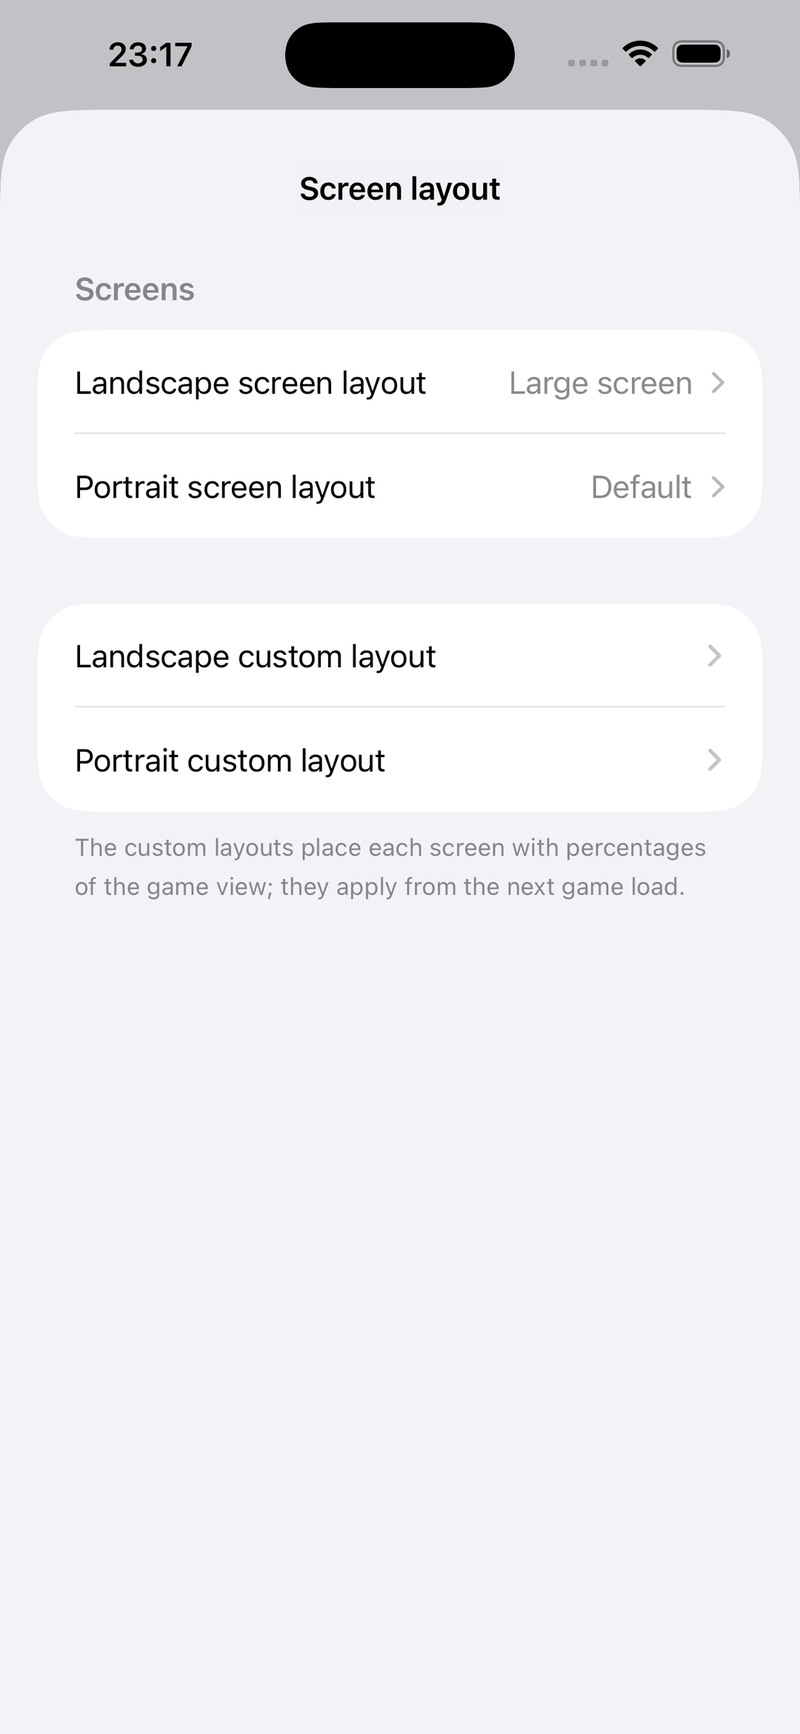 23:17
Screen layout
Screens
Landscape screen layout Large screen
Portrait screen layout Default
Landscape custom layout
Portrait custom layout
The custom layouts place each screen with percentages
of the game view; they apply from the next game load.